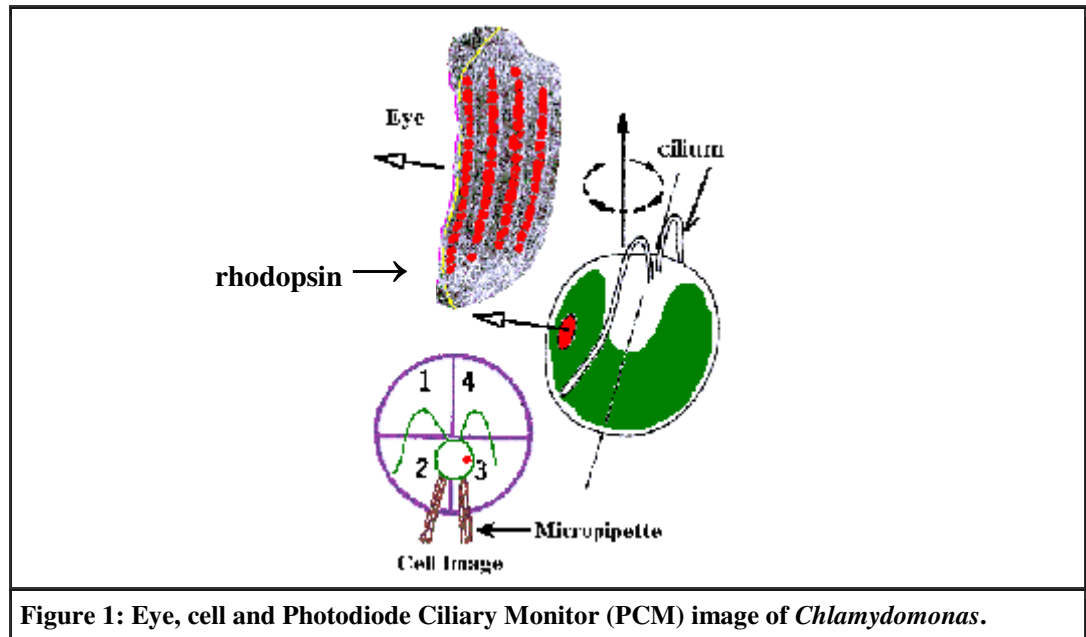 Eye
cilium
rhodopsin
1 4
2 3
Micropipette
Cell Image
Figure 1: Eye, cell and Photodiode Ciliary Monitor (PCM) image of Chlamydomonas.